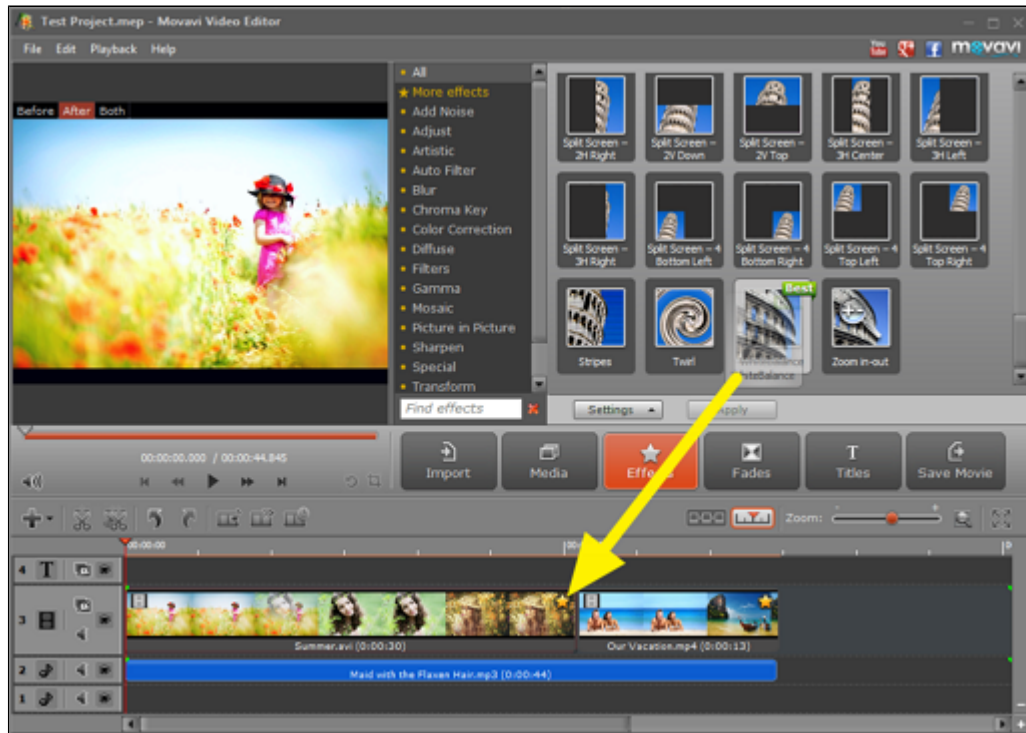 Test Project.mep - Movavi Video Editor
File Edit Playback Help
You
movavi
Before After Both
All
More effects
Add Noise
Adjust
Artistic
Auto Filter
Blur
Chroma Key
Color Correction
Diffuse
Filters
Gamma
Mosaic
Picture in Picture
Sharpen
Special
Transform
Find effects
Split Screen – 2H Right
Split Screen – 2V Down
Split Screen – 2V Top
Split Screen – 3H Center
Split Screen – 3H Left
Split Screen – 3H Right
Split Screen – 4 Bottom Left
Split Screen – 4 Bottom Right
Split Screen – 4 Top Left
Split Screen – 4 Top Right
Best
Stripes
Twirl
Zoom in-out
Settings
00:00:00.000 / 00:00:44.845
Import
Media
Fades
Titles
Save Movie
Zoom:
00:00:00
4 T
3
Summer.avi (0:00:30)
Our Vacation.mp4 (0:00:13)
2
Maid with the Flaxen Hair.mp3 (0:00:44)
1